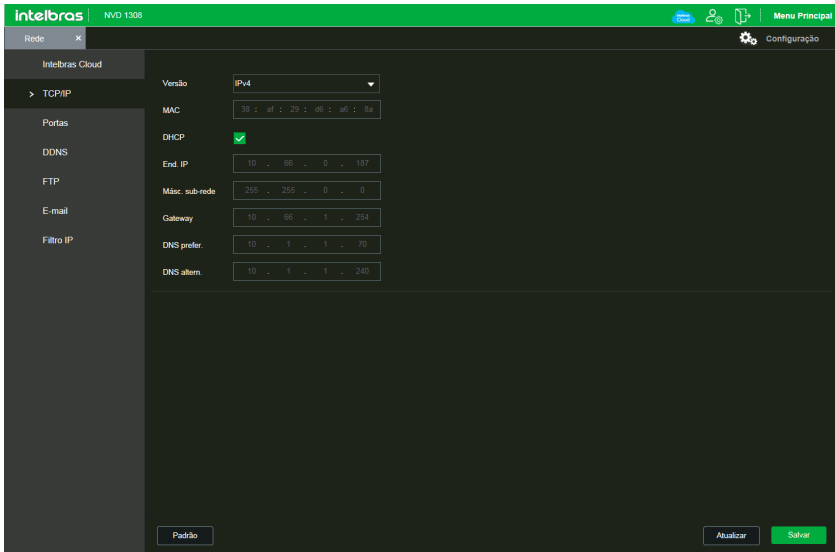 intelbras NVD 1308 Intelbras Cloud Menu Principal
Rede × Configuração
Intelbras Cloud
> TCP/IP
Portas
DDNS
FTP
E-mail
Filtro IP
Versão IPv4
MAC 38 : af : 29 : d6 : a6 : 8a
DHCP
End. IP 10 . 66 . 0 . 187
Másc. sub-rede 255 . 255 . 0 . 0
Gateway 10 . 66 . 1 . 254
DNS prefer. 10 . 1 . 1 . 70
DNS altern. 10 . 1 . 1 . 240
Padrão Atualizar Salvar